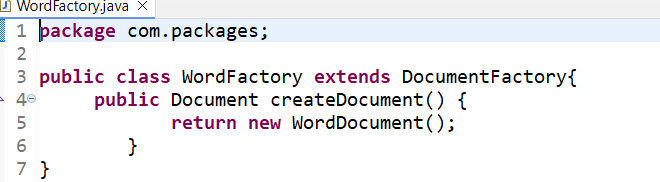 WordFactory.java
1 package com.packages;
2
3 public class WordFactory extends DocumentFactory{
4 public Document createDocument() {
5 return new WordDocument();
6 }
7 }